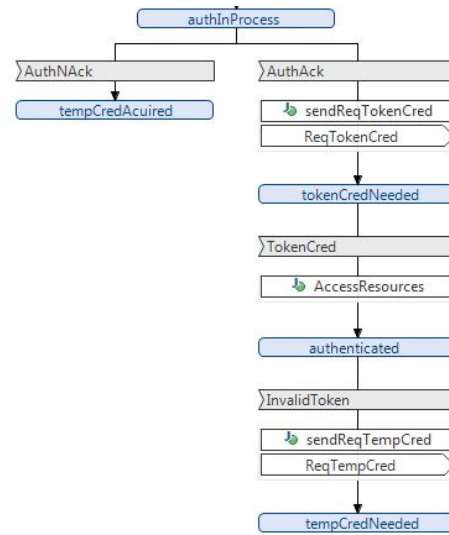 authInProcess
AuthNAck
tempCredAcuired
AuthAck
sendReqTokenCred
ReqTokenCred
tokenCredNeeded
TokenCred
AccessResources
authenticated
InvalidToken
sendReqTempCred
ReqTempCred
tempCredNeeded